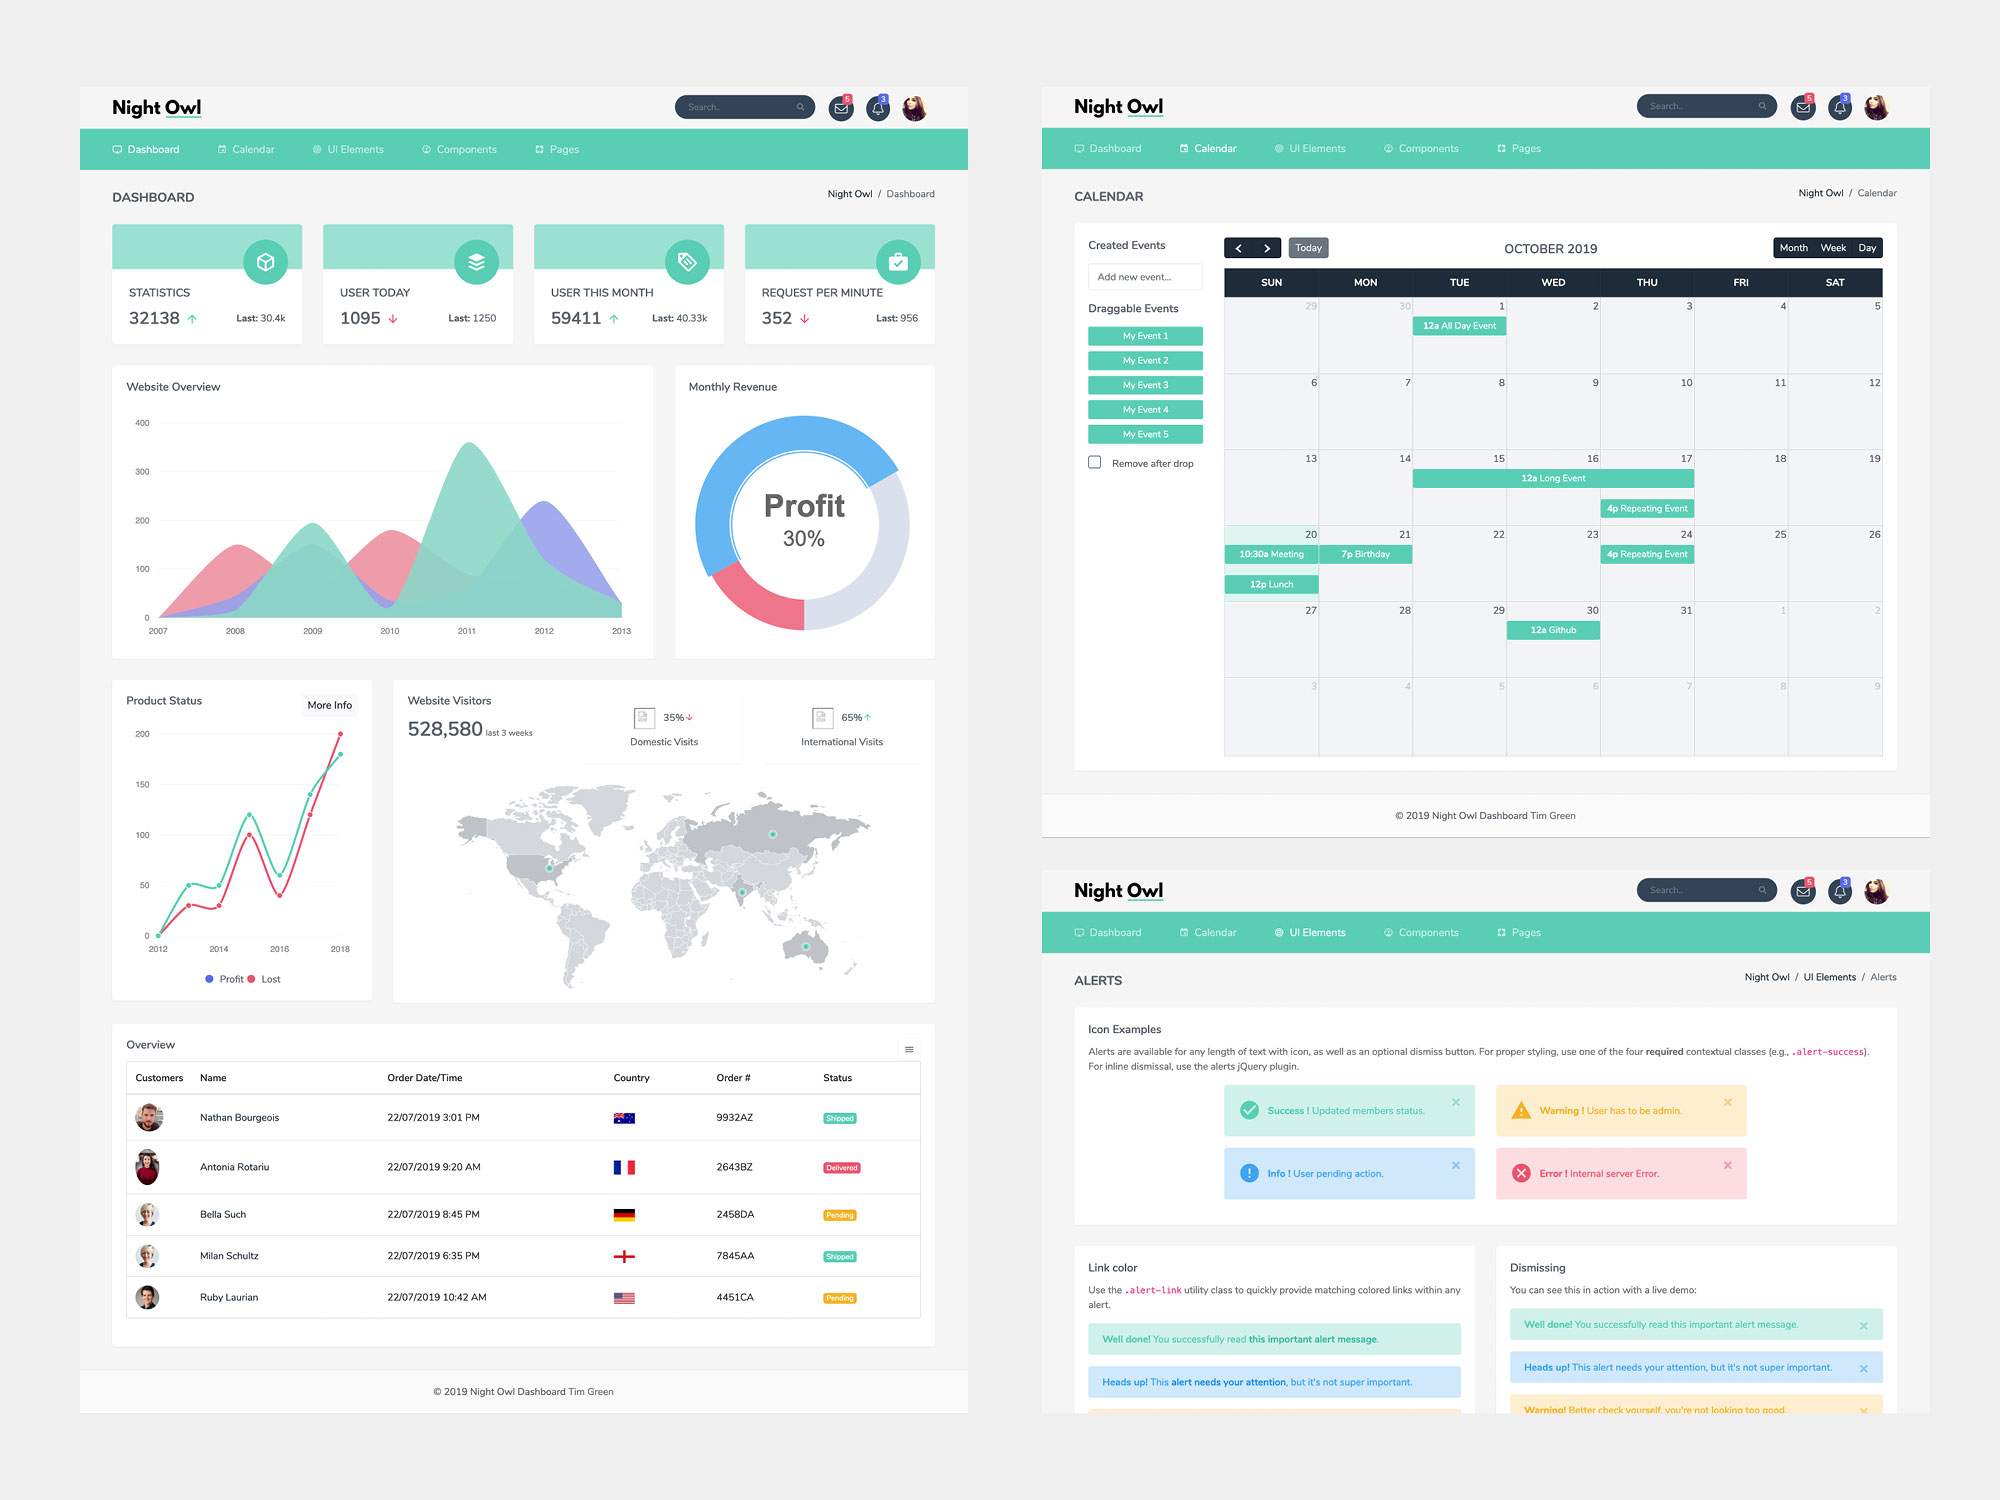 Night Owl
Search..
5
3
Dashboard Calendar UI Elements Components Pages
DASHBOARD
Night Owl / Dashboard
STATISTICS
32138
Last: 30.4k
USER TODAY
1095
Last: 1250
USER THIS MONTH
59411
Last: 40.33k
REQUEST PER MINUTE
352
Last: 956
Website Overview
400
300
200
100
0
2007 2008 2009 2010 2011 2012 2013
Monthly Revenue
Profit
30%
Product Status
More Info
200
150
100
50
0
2012 2014 2016 2018
Profit Lost
Website Visitors
528,580 last 3 weeks
35%
Domestic Visits
65%
International Visits
Overview
Customers Name Order Date/Time Country Order # Status
Nathan Bourgeois 22/07/2019 3:01 PM 9932AZ Shipped
Antonia Rotariu 22/07/2019 9:20 AM 2643BZ Delivered
Bella Such 22/07/2019 8:45 PM 2458DA Pending
Milan Schultz 22/07/2019 6:35 PM 7845AA Shipped
Ruby Laurian 22/07/2019 10:42 AM 4451CA Pending
© 2019 Night Owl Dashboard Tim Green
Night Owl
Search..
5
3
Dashboard Calendar UI Elements Components Pages
CALENDAR
Night Owl / Calendar
Created Events
Add new event...
Draggable Events
My Event 1
My Event 2
My Event 3
My Event 4
My Event 5
Remove after drop
Today
OCTOBER 2019
Month Week Day
SUN MON TUE WED THU FRI SAT
29 30 1 2 3 4 5
12a All Day Event
6 7 8 9 10 11 12
13 14 15 16 17 18 19
12a Long Event
4p Repeating Event
20 21 22 23 24 25 26
10:30a Meeting 7p Birthday 4p Repeating Event
12p Lunch
27 28 29 30 31 1 2
12a Github
3 4 5 6 7 8 9
© 2019 Night Owl Dashboard Tim Green
Night Owl
Search..
5
3
Dashboard Calendar UI Elements Components Pages
ALERTS
Night Owl / UI Elements / Alerts
Icon Examples
Alerts are available for any length of text with icon, as well as an optional dismiss button. For proper styling, use one of the four required contextual classes (e.g., .alert-success).
For inline dismissal, use the alerts jQuery plugin.
Success ! Updated members status. ×
Warning ! User has to be admin. ×
Info ! User pending action. ×
Error ! Internal server Error. ×
Link color
Use the .alert-link utility class to quickly provide matching colored links within any
alert.
Well done! You successfully read this important alert message.
Heads up! This alert needs your attention, but it's not super important.
Dismissing
You can see this in action with a live demo:
Well done! You successfully read this important alert message. ×
Heads up! This alert needs your attention, but it's not super important. ×
Warning! Better check yourself, you're not looking too good. ×